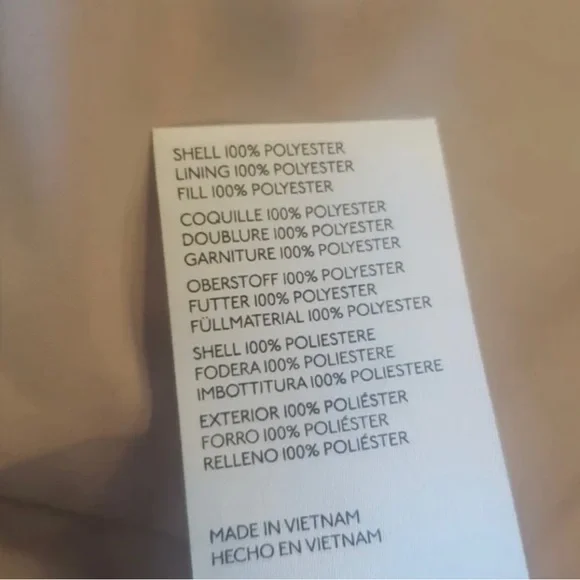 SHELL 100% POLYESTER
LINING 100% POLYESTER
FILL 100% POLYESTER
COQUILLE 100% POLYESTER
DOUBLURE 100% POLYESTER
GARNITURE 100% POLYESTER
OBERSTOFF 100% POLYESTER
FUTTER 100% POLYESTER
FÜLLMATERIAL 100% POLYESTER
SHELL 100% POLIESTERE
FODERA 100% POLIESTERE
IMBOTTITURA 100% POLIESTERE
EXTERIOR 100% POLIÉSTER
FORRO 100% POLIÉSTER
RELLENO 100% POLIÉSTER
MADE IN VIETNAM
HECHO EN VIETNAM